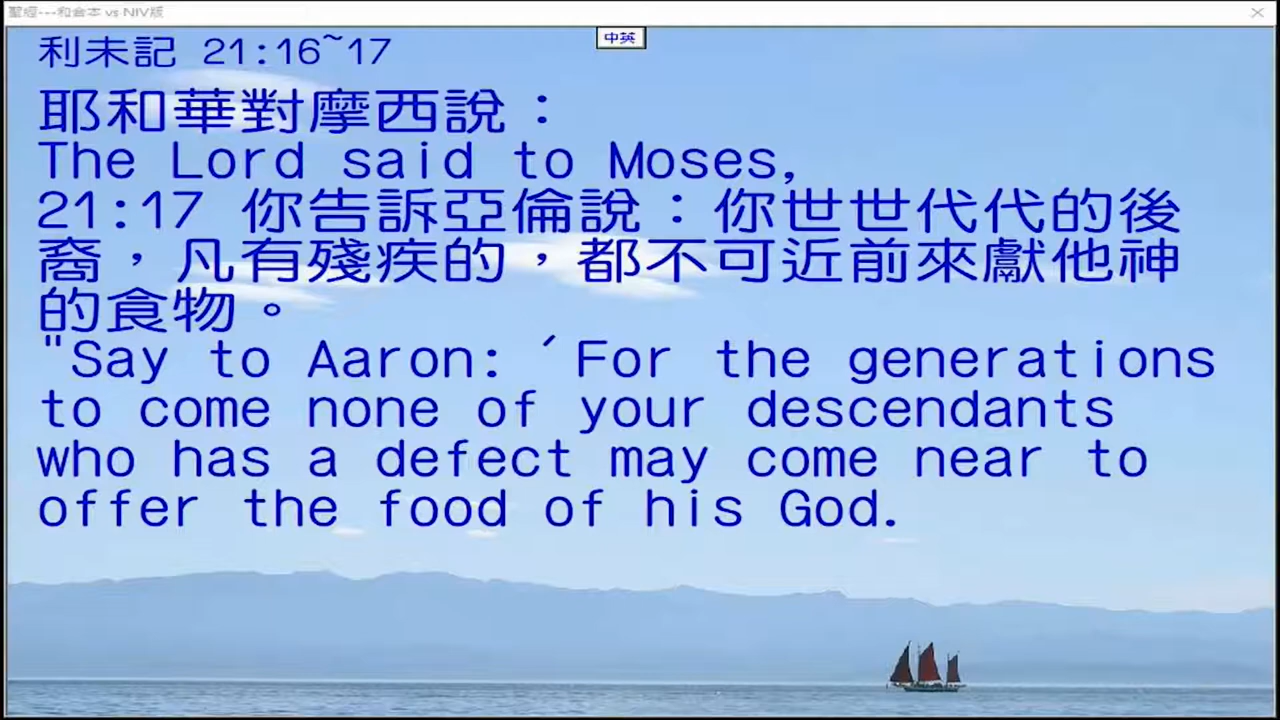 聖經---和合本 vs NIV版
中英
利未記 21:16~17
耶和華對摩西說：
The Lord said to Moses,
21:17 你告訴亞倫說：你世世代代的後
裔，凡有殘疾的，都不可近前來獻他神
的食物。
"Say to Aaron: ´For the generations
to come none of your descendants
who has a defect may come near to
offer the food of his God.